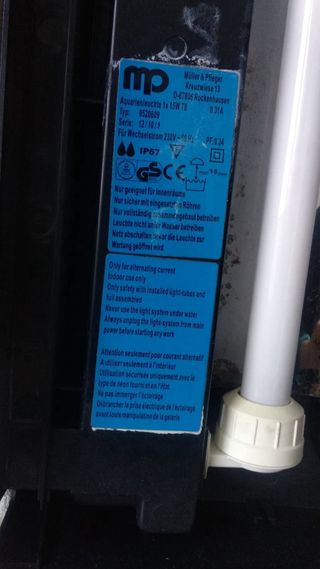 mp
Müller & Pfleger
Kreuzwiese 13
D-67806 Rockenhausen
Aquarienleuchte 1x 15W T8 0.31A
Typ: 8520609
Serie: 12/10/1
Für Wechselstrom 230V~50 Hz PF:0.34
IP67
GS CE
Nur geeignet für Innenräume
Nur sicher mit eingesetzten Röhren
Nur vollständig zusammengebaut betreiben
Leuchte nicht unter Wasser betreiben
Netz abschalten bevor die Leuchte zur
Wartung geöffnet wird
Only for alternating current
Indoor use only
Only safety with installed light-tubes and
full assembled
Never use the light system under water
Always unplug the light-system from main
power before starting any work
Attention seulement pour courant alternatif
A utiliser seulement à l'intérieur
Utilisation sécurisée uniquement avec le
type de néon fourni et en l'état
Ne pas immerger l'éclairage
Débrancher la prise électrique de l'éclairage
avant toute manipulation de la galerie